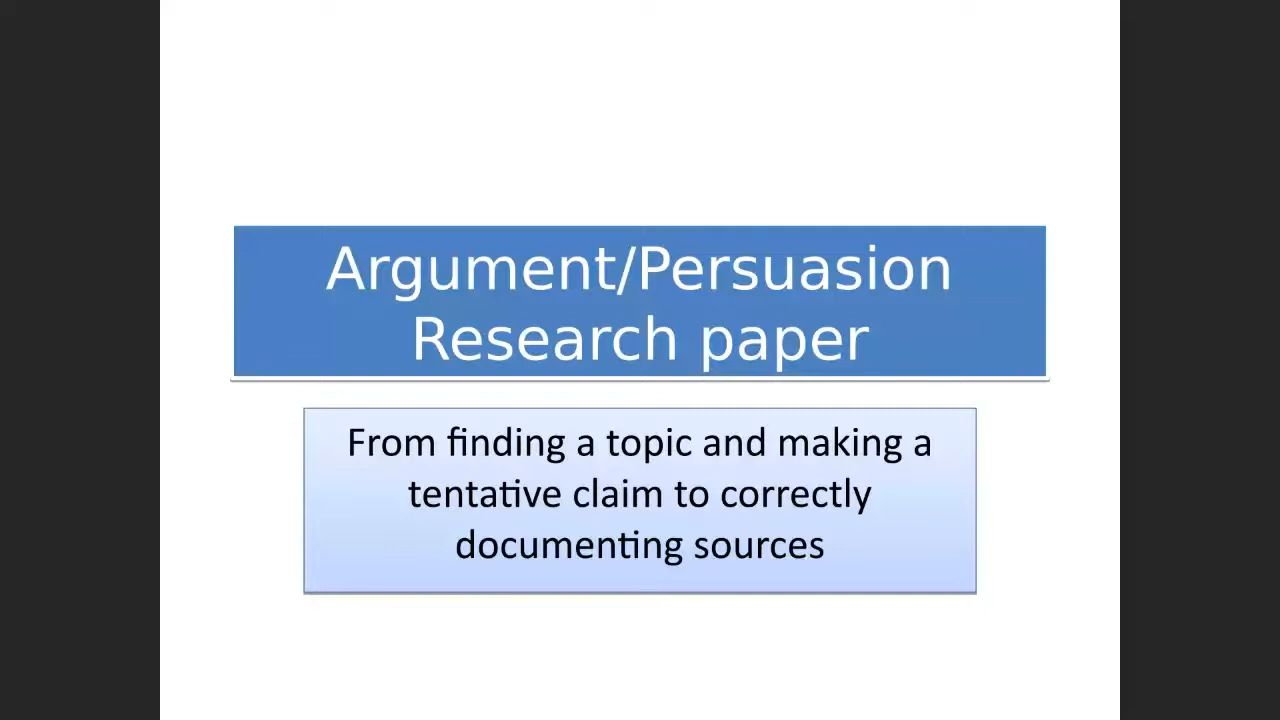 Argument/Persuasion
Research paper
From finding a topic and making a
tentative claim to correctly
documenting sources